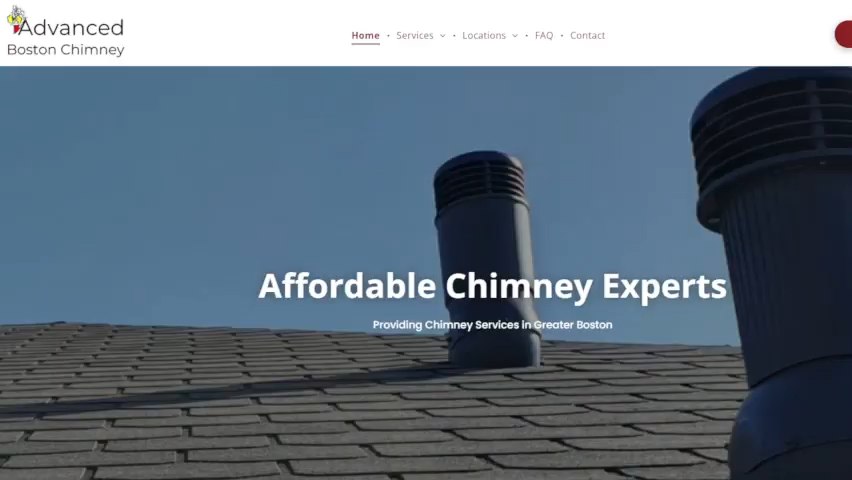 Advanced
Boston Chimney
Home · Services · Locations · FAQ · Contact
Affordable Chimney Experts
Providing Chimney Services in Greater Boston